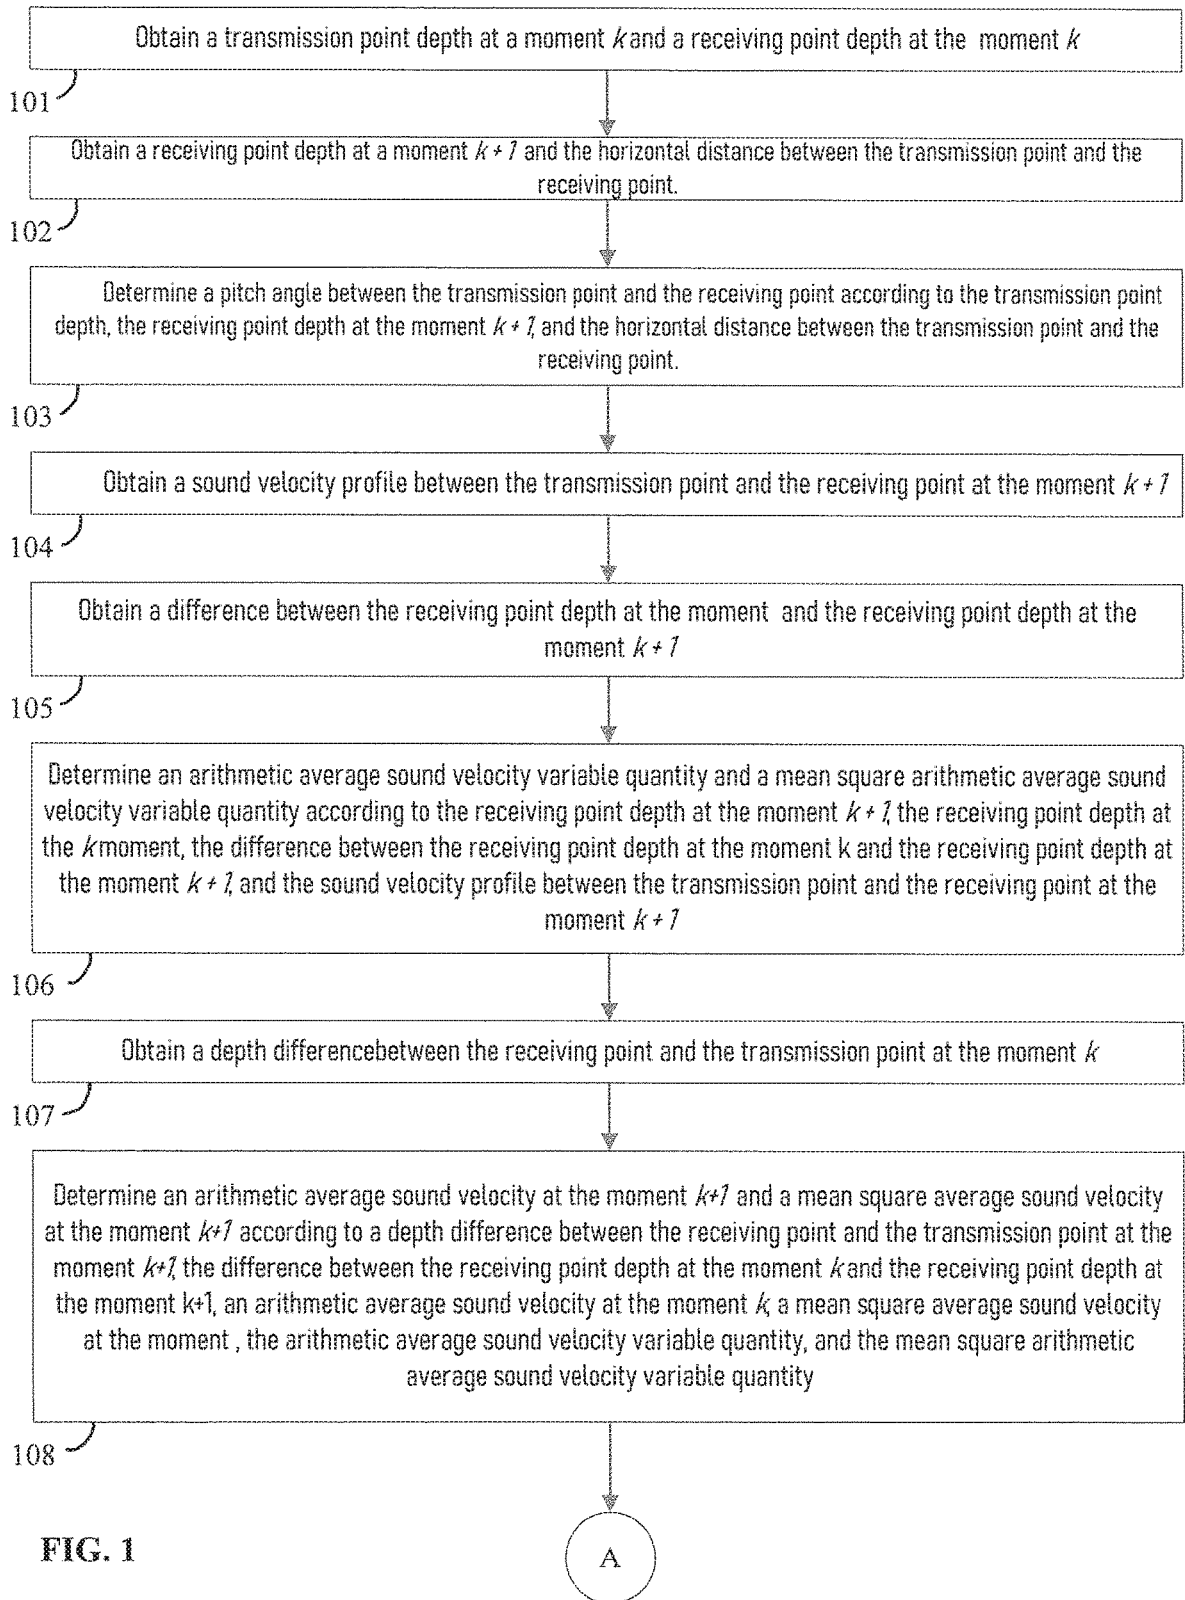 Obtain a transmission point depth at a moment k and a receiving point depth at the moment k
101
Obtain a receiving point depth at a moment k + 1 and the horizontal distance between the transmission point and the
receiving point.
102
Determine a pitch angle between the transmission point and the receiving point according to the transmission point
depth, the receiving point depth at the moment k + 1, and the horizontal distance between the transmission point and the
receiving point.
103
Obtain a sound velocity profile between the transmission point and the receiving point at the moment k + 1
104
Obtain a difference between the receiving point depth at the moment and the receiving point depth at the
moment k + 1
105
Determine an arithmetic average sound velocity variable quantity and a mean square arithmetic average sound
velocity variable quantity according to the receiving point depth at the moment k + 1, the receiving point depth at
the k moment, the difference between the receiving point depth at the moment k and the receiving point depth at
the moment k + 1, and the sound velocity profile between the transmission point and the receiving point at the
moment k + 1
106
Obtain a depth differencebetween the receiving point and the transmission point at the moment k
107
Determine an arithmetic average sound velocity at the moment k+1 and a mean square average sound velocity
at the moment k+1 according to a depth difference between the receiving point and the transmission point at the
moment k+1, the difference between the receiving point depth at the moment k and the receiving point depth at
the moment k+1, an arithmetic average sound velocity at the moment k, a mean square average sound velocity
at the moment , the arithmetic average sound velocity variable quantity, and the mean square arithmetic
average sound velocity variable quantity
108
FIG. 1
A